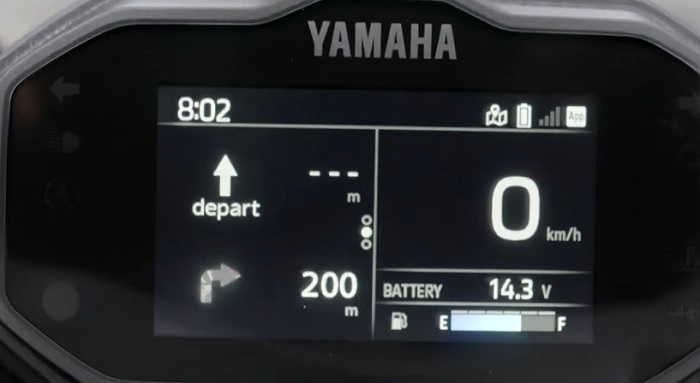 YAMAHA
8:02
App
depart
--- m
200 m
0 km/h
BATTERY 14.3 V
E F